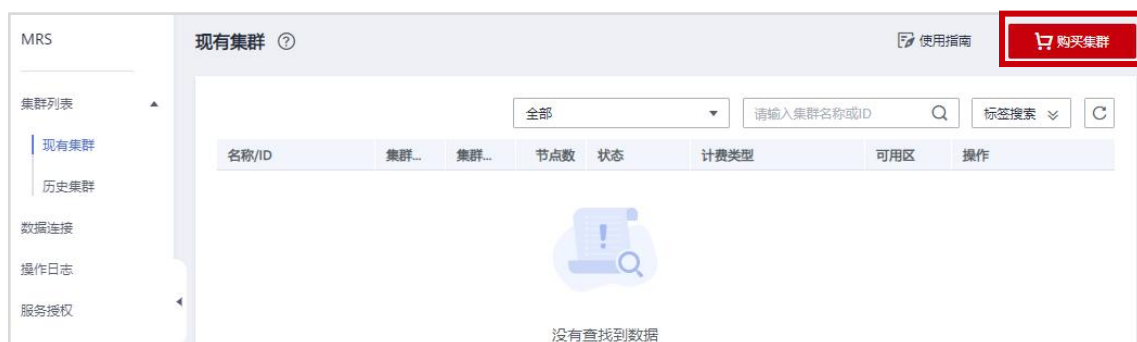 MRS
现有集群
使用指南
购买集群
集群列表
现有集群
历史集群
数据连接
操作日志
服务授权
全部
请输入集群名称或ID
标签搜索
名称/ID 集群... 集群... 节点数 状态 计费类型 可用区 操作
没有查找到数据